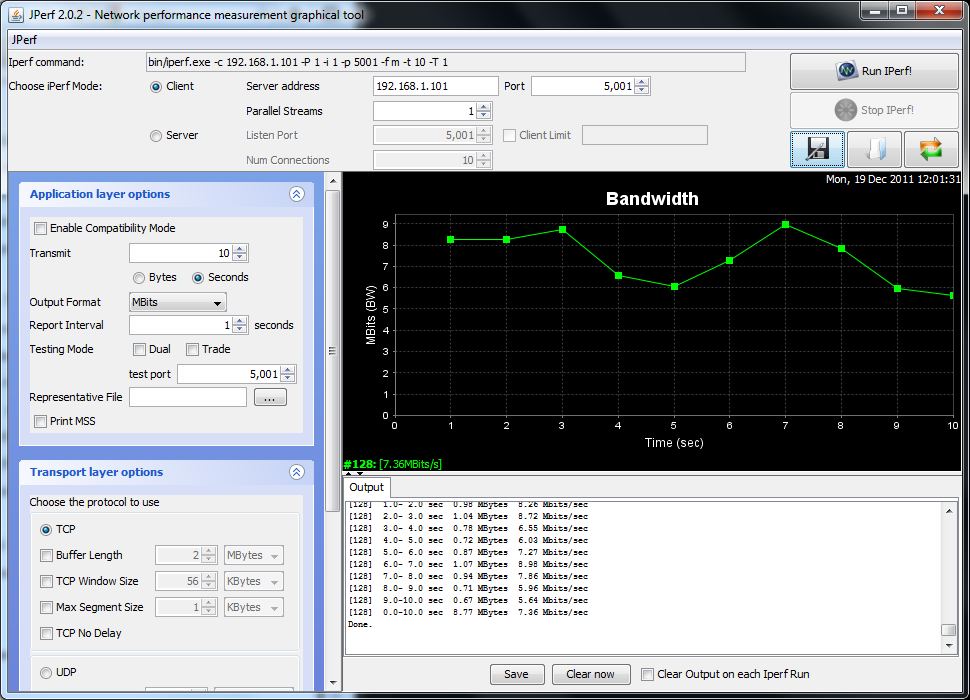 JPerf 2.0.2 - Network performance measurement graphical tool
JPerf
Iperf command: bin/iperf.exe -c 192.168.1.101 -P 1 -i 1 -p 5001 -f m -t 10 -T 1
Choose iPerf Mode: Client Server address 192.168.1.101 Port 5,001
Parallel Streams 1
Server Listen Port 5,001 Client Limit
Num Connections 10
Run IPerf!
Stop IPerf!
Application layer options
Enable Compatibility Mode
Transmit 10
Bytes Seconds
Output Format MBits
Report Interval 1 seconds
Testing Mode Dual Trade
test port 5,001
Representative File ...
Print MSS
Transport layer options
Choose the protocol to use
TCP
Buffer Length 2 MBytes
TCP Window Size 56 KBytes
Max Segment Size 1 KBytes
TCP No Delay
UDP
Mon, 19 Dec 2011 12:01:31
Bandwidth
MBits (BW)
9
8
7
6
5
4
3
2
1
0
0 1 2 3 4 5 6 7 8 9 10
Time (sec)
#128: [7.36MBits/s]
Output
[128] 1.0- 2.0 sec 0.98 MBytes 8.26 Mbits/sec
[128] 2.0- 3.0 sec 1.04 MBytes 8.72 Mbits/sec
[128] 3.0- 4.0 sec 0.78 MBytes 6.55 Mbits/sec
[128] 4.0- 5.0 sec 0.72 MBytes 6.03 Mbits/sec
[128] 5.0- 6.0 sec 0.87 MBytes 7.27 Mbits/sec
[128] 6.0- 7.0 sec 1.07 MBytes 8.98 Mbits/sec
[128] 7.0- 8.0 sec 0.94 MBytes 7.86 Mbits/sec
[128] 8.0- 9.0 sec 0.71 MBytes 5.96 Mbits/sec
[128] 9.0-10.0 sec 0.67 MBytes 5.64 Mbits/sec
[128] 0.0-10.0 sec 8.77 MBytes 7.36 Mbits/sec
Done.
Save Clear now Clear Output on each Iperf Run